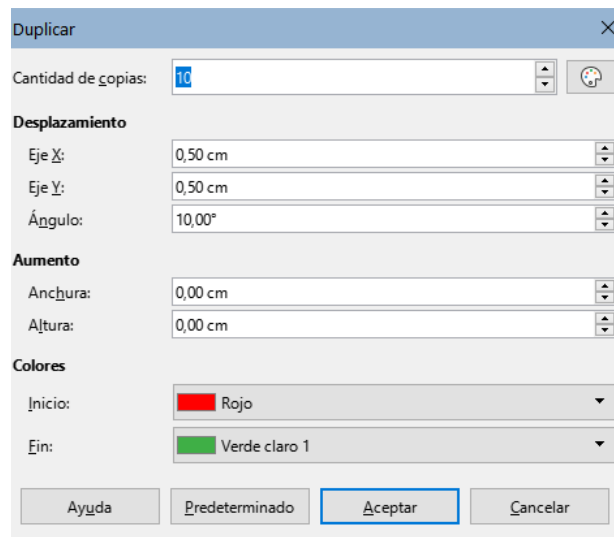 Duplicar
Cantidad de copias: 10
Desplazamiento
Eje X: 0,50 cm
Eje Y: 0,50 cm
Ángulo: 10,00°
Aumento
Anchura: 0,00 cm
Altura: 0,00 cm
Colores
Inicio: Rojo
Fin: Verde claro 1
Ayuda Predeterminado Aceptar Cancelar